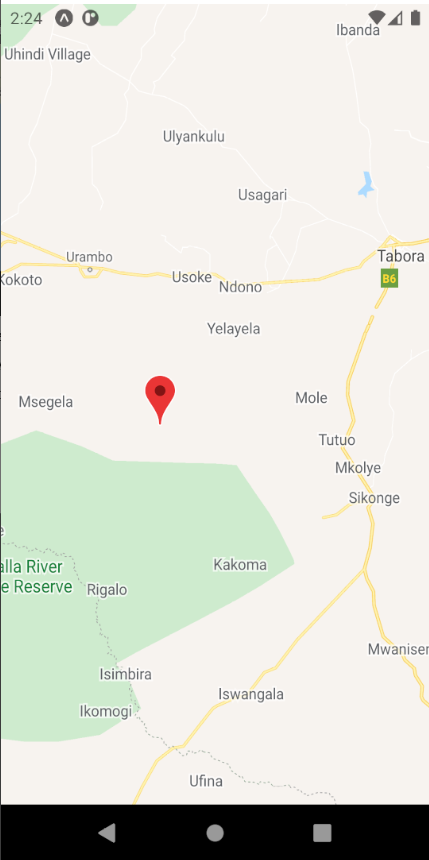 2:24
Ibanda
Uhindi Village
Ulyankulu
Usagari
Urambo
Tabora
Kokoto
Usoke
B6
Ndono
Yelayela
Msegela
Mole
Tutuo
Mkolye
Sikonge
e
alla River
e Reserve
Kakoma
Rigalo
Mwaniser
Isimbira
Iswangala
Ikomogi
Ufina